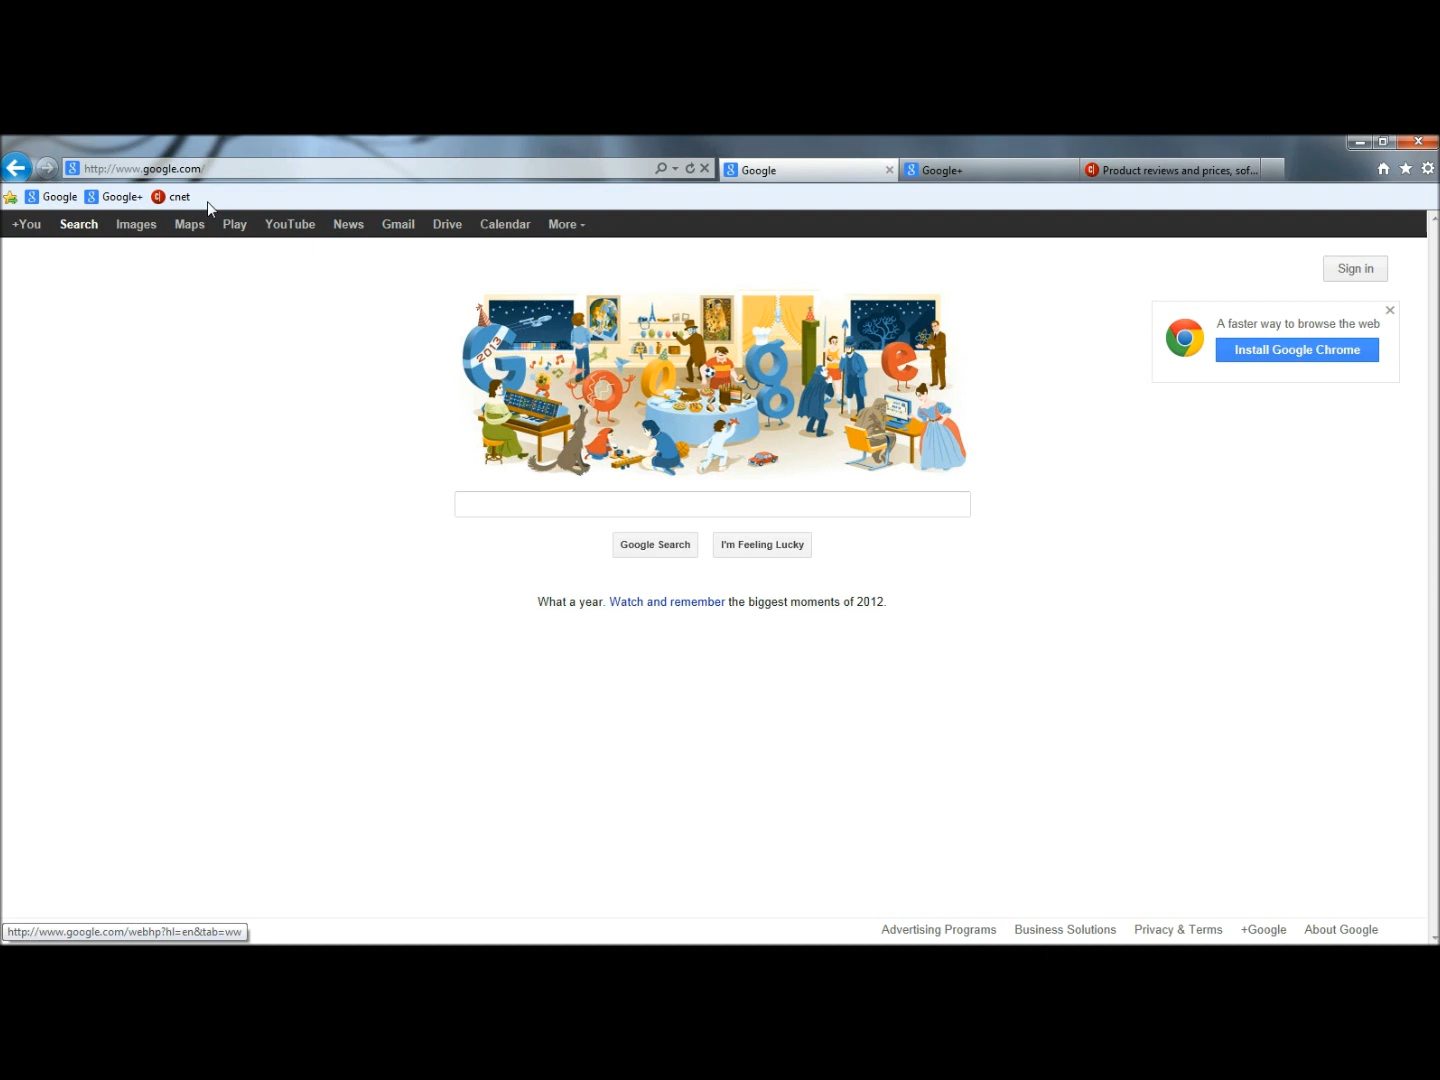 http://www.google.com/
Google
Google+
Product reviews and prices, sof...
Google
Google+
cnet
+You Search Images Maps Play YouTube News Gmail Drive Calendar More
Sign in
2013
A faster way to browse the web
Install Google Chrome
Google Search
I'm Feeling Lucky
What a year. Watch and remember the biggest moments of 2012.
http://www.google.com/webhp?hl=en&tab=ww
Advertising Programs Business Solutions Privacy & Terms +Google About Google